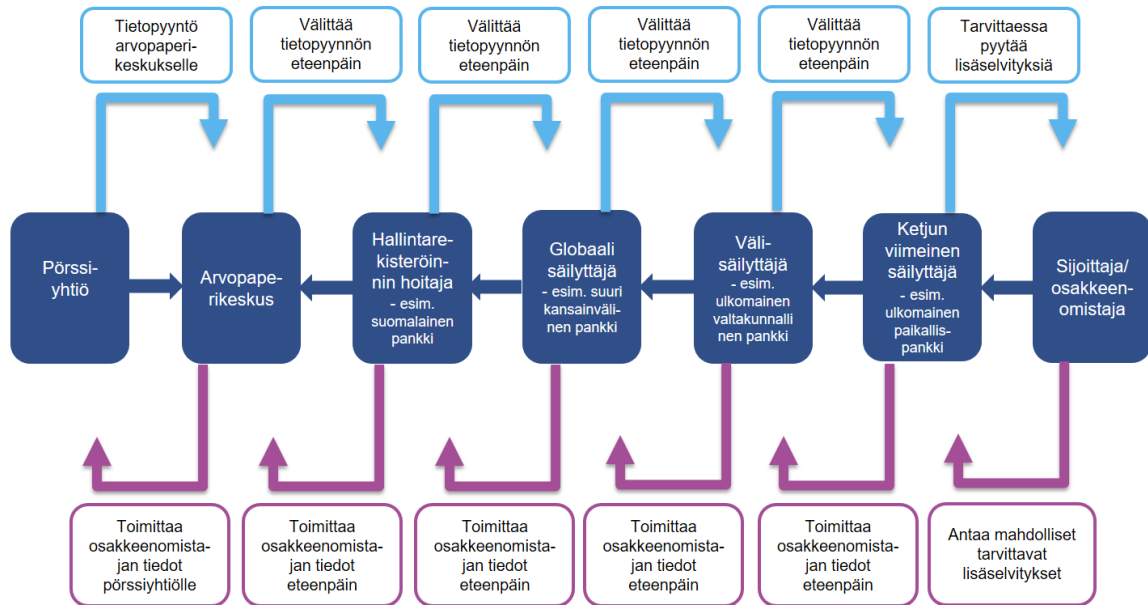 Tietopyyntö
arvopaperi-
keskukselle
Välittää
tietopyynnön
eteenpäin
Välittää
tietopyynnön
eteenpäin
Välittää
tietopyynnön
eteenpäin
Välittää
tietopyynnön
eteenpäin
Tarvittaessa
pyytää
lisäselvityksiä
Pörssi-
yhtiö
Arvopape-
rikeskus
Hallintare-
kisteröin-
nin hoitaja
- esim.
suomalainen
pankki
Globaali
säilyttäjä
- esim. suuri
kansainväli-
nen pankki
Väli-
säilyttäjä
- esim.
ulkomainen
valtakunnalli
nen pankki
Ketjun
viimeinen
säilyttäjä
- esim.
ulkomainen
paikallis-
pankki
Sijoittaja/
osakkeen-
omistaja
Toimittaa
osakkeenomista-
jan tiedot
pörssiyhtiölle
Toimittaa
osakkeenomista-
jan tiedot
eteenpäin
Toimittaa
osakkeenomista-
jan tiedot
eteenpäin
Toimittaa
osakkeenomista-
jan tiedot
eteenpäin
Toimittaa
osakkeenomista-
jan tiedot
eteenpäin
Antaa mahdolliset
tarvittavat
lisäselvitykset